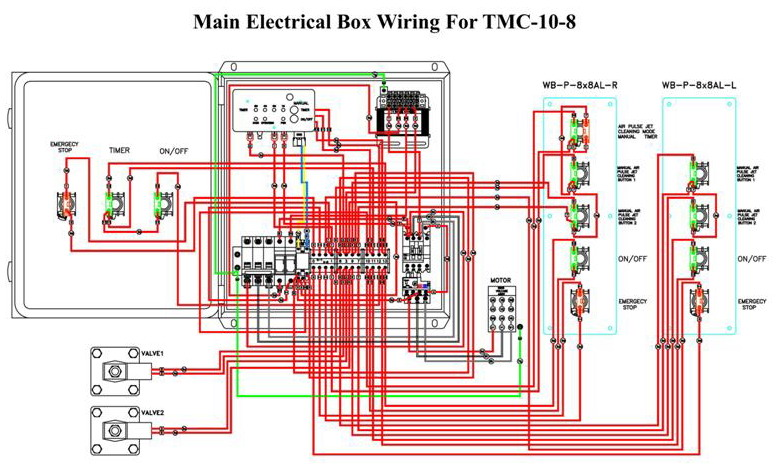 Main Electrical Box Wiring For TMC-10-8
WB-P-8x8AL-R
WB-P-8x8AL-L
MANUAL
TIMER
ON/OFF
EMERGECY
STOP
TIMER
ON/OFF
AIR PULSE JET
CLEANING MODE
MANUAL TIMER
MANUAL AIR
PULSE JET
CLEANING
BUTTON 1
MANUAL AIR
PULSE JET
CLEANING
BUTTON 1
MANUAL AIR
PULSE JET
CLEANING
BUTTON 2
MANUAL AIR
PULSE JET
CLEANING
BUTTON 2
ON/OFF
ON/OFF
MOTOR
EMERGECY
STOP
EMERGECY
STOP
VALVE1
VALVE2